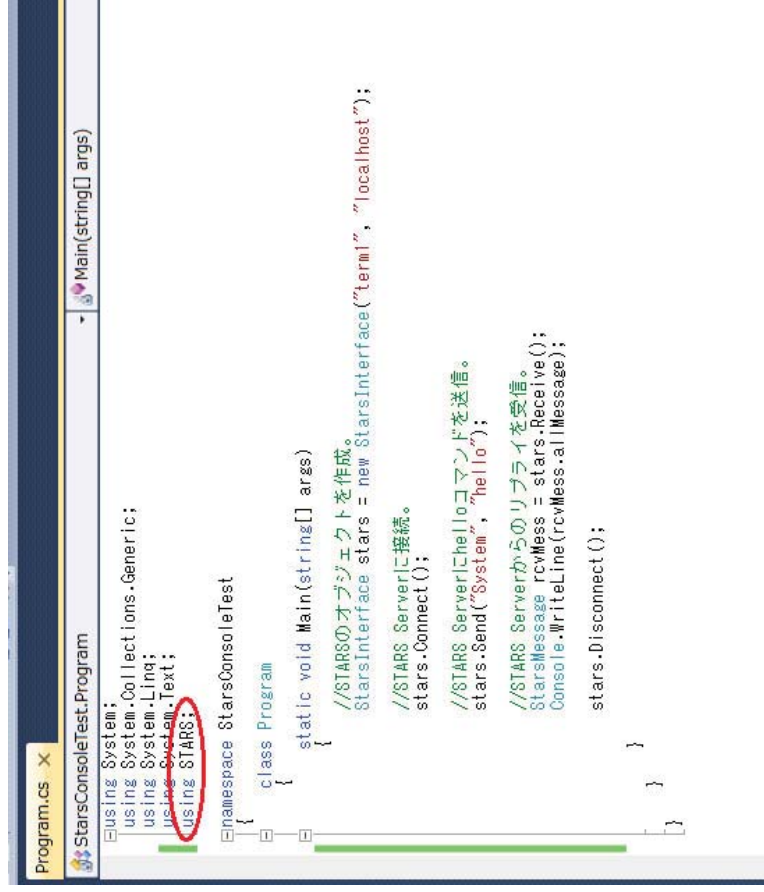 Program.cs ×
StarsConsoleTest.Program
Main(string[] args)
using System;
using System.Collections.Generic;
using System.Linq;
using System.Text;
using STARS;
namespace StarsConsoleTest
{
class Program
{
static void Main(string[] args)
{
//STARSのオブジェクトを作成。
StarsInterface stars = new StarsInterface("term1", "localhost");
//STARS Serverに接続。
stars.Connect();
//STARS Serverにhelloコマンドを送信。
stars.Send("System", "hello");
//STARS Serverからのリプライを受信。
StarsMessage rcvMess = stars.Receive();
Console.WriteLine(rcvMess.allMessage);
stars.Disconnect();
}
}
}